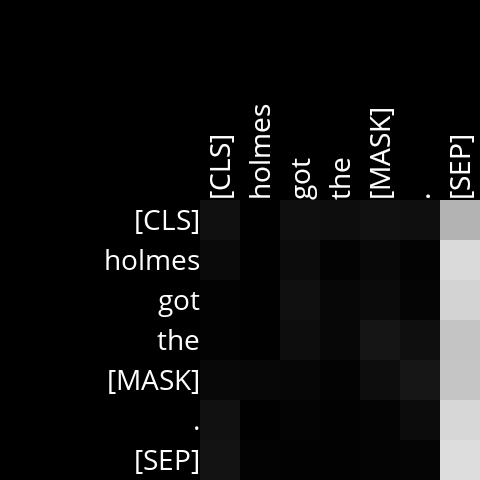 [CLS]
holmes
got
the
[MASK]
.
[SEP]
[CLS]
holmes
got
the
[MASK]
.
[SEP]